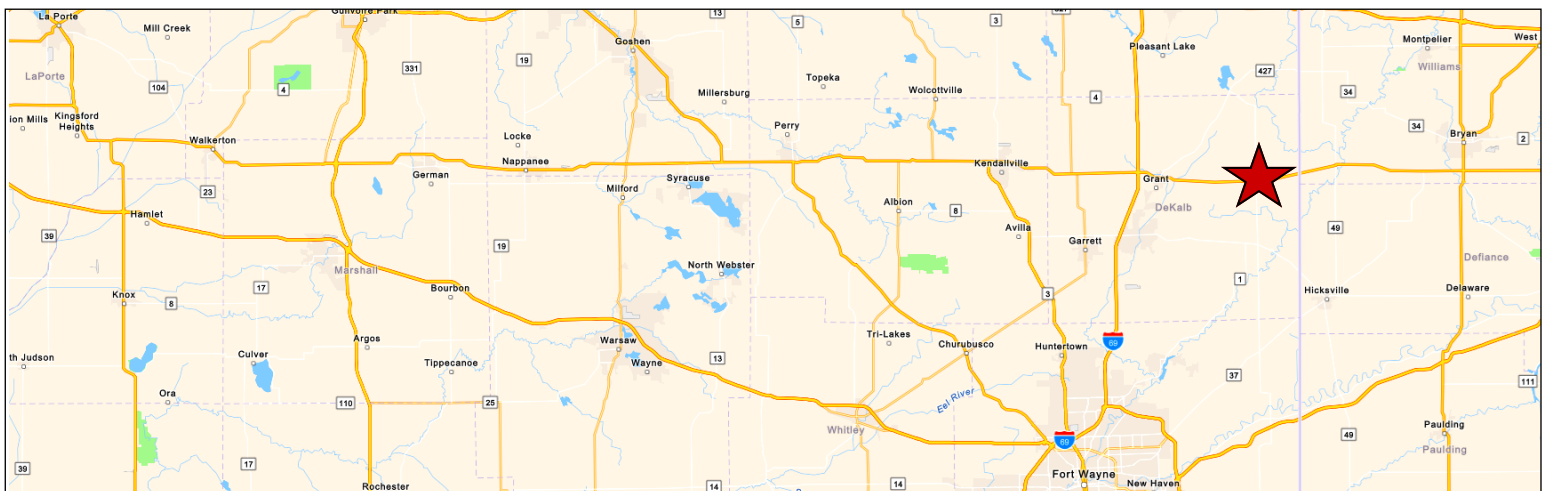 La Porte
Mill Creek
Gulivoire Park
13
5
3
Goshen
Pleasant Lake
Montpelier
West
LaPorte
104
4
331
19
Topeka
Millersburg
Wolcottville
427
Williams
34
4
ion Mills
Kingsford
Heights
Walkerton
Locke
Perry
34
Bryan
2
Nappanee
Kendallville
German
Syracuse
Grant
23
Milford
Albion
8
DeKalb
Hamlet
Avilla
39
19
Garrett
49
Marshall
North Webster
Defiance
17
Bourbon
1
Knox
8
3
Hicksville
Delaware
Argos
Warsaw
Tri-Lakes
Churubusco
Huntertown
69
th Judson
Culver
Tippecanoe
Wayne
13
37
111
Ora
110
25
Eel River
Whitley
69
49
Paulding
Paulding
39
17
Fort Wayne
Rochester
14
14
New Haven